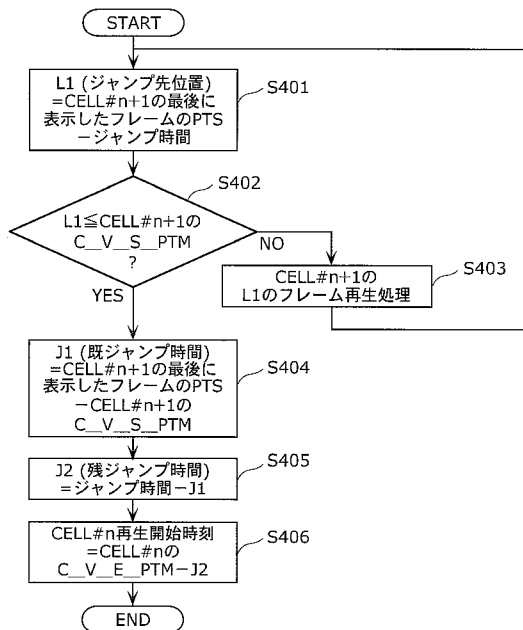 START
L1 (ジャンプ先位置)
=CELL#n+1の最後に
表示したフレームのPTS
－ジャンプ時間
S401
S402
L1≦CELL#n+1の
C__V__S__PTM
?
NO
YES
S403
CELL#n+1の
L1のフレーム再生処理
J1 (既ジャンプ時間)
=CELL#n+1の最後に
表示したフレームのPTS
－CELL#n+1の
C__V__S__PTM
S404
J2 (残ジャンプ時間)
=ジャンプ時間－J1
S405
CELL#n再生開始時刻
=CELL#nの
C__V__E__PTM－J2
S406
END